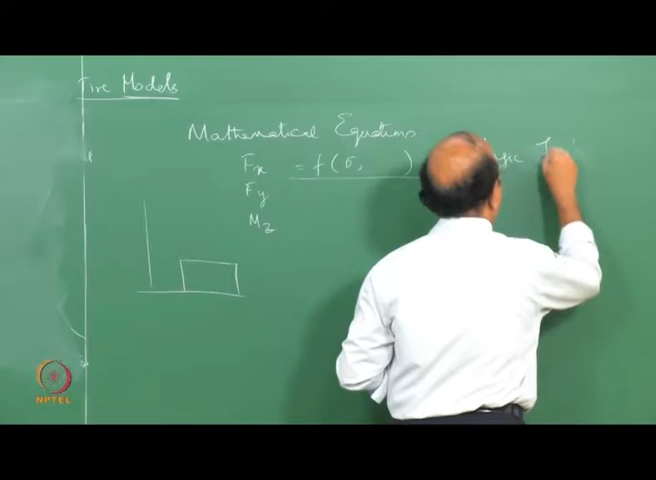 Tire Models
Mathematical Equations
Fx = f (σ, )
Fy
Mz
NPTEL